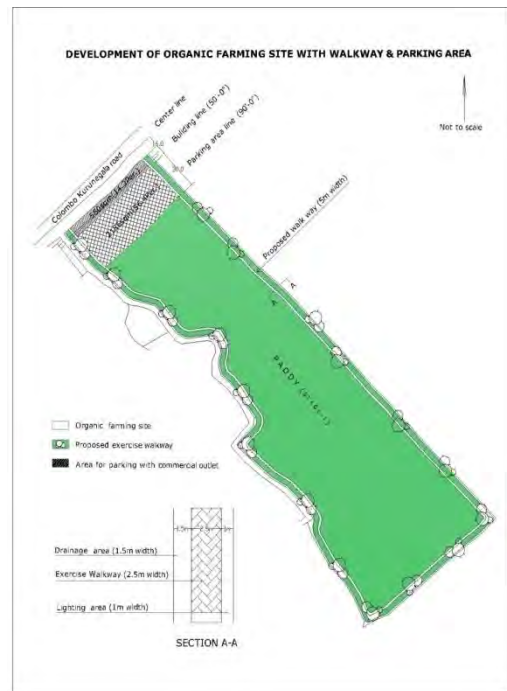 DEVELOPMENT OF ORGANIC FARMING SITE WITH WALKWAY & PARKING AREA
Not to scale
Center line
Building line (50'-0")
Parking area line (90'-0")
Colombo Kurunegala road
Proposed walk way (5m width)
A
A
PADDY
Organic farming site
Proposed exercise walkway
Area for parking with commercial outlet
Drainage area (1.5m width)
Exercise Walkway (2.5m width)
Lighting area (1m width)
SECTION A-A